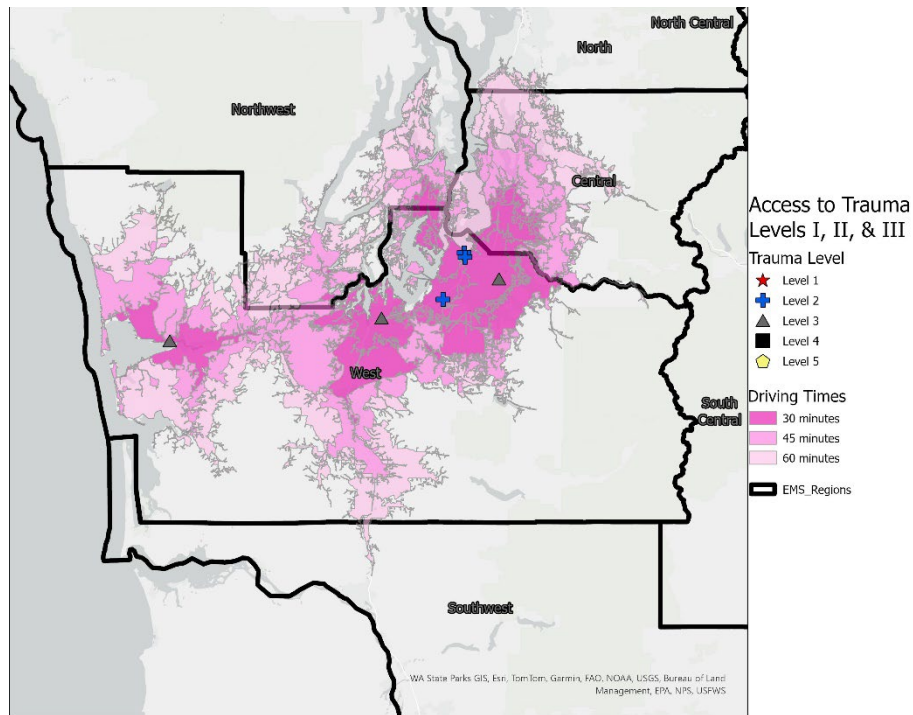 North Central
North
Northwest
Central
West
South
Central
Southwest
WA State Parks GIS, Esri, TomTom, Garmin, FAO, NOAA, USGS, Bureau of Land
Management, EPA, NPS, USFWS
Access to Trauma
Levels I, II, & III
Trauma Level
Level 1
Level 2
Level 3
Level 4
Level 5
Driving Times
30 minutes
45 minutes
60 minutes
EMS_Regions